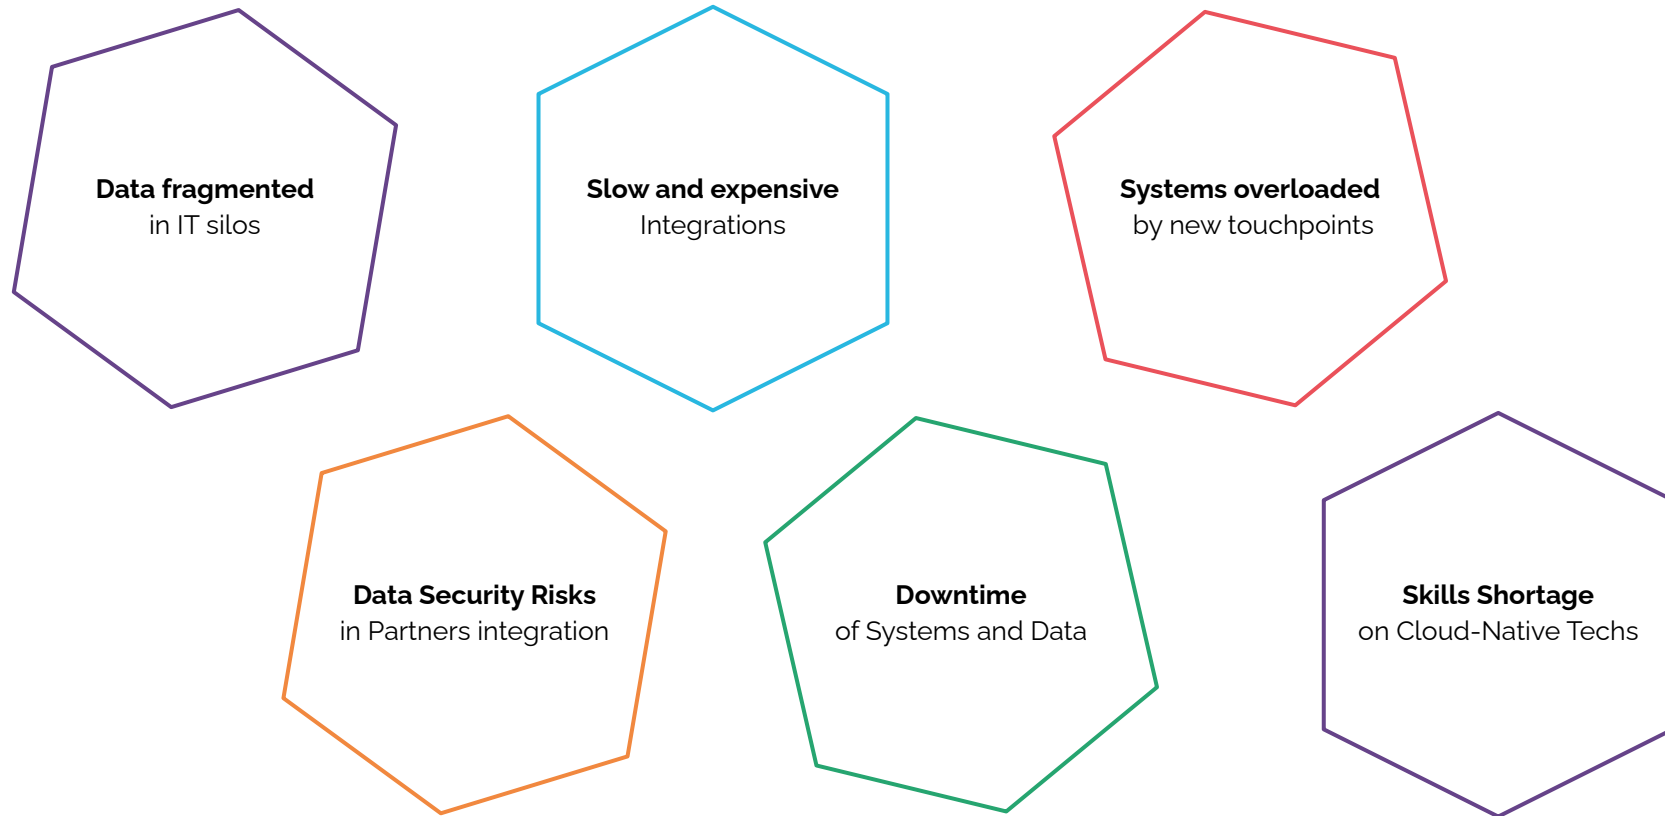 Data fragmented
in IT silos
Slow and expensive
Integrations
Systems overloaded
by new touchpoints
Data Security Risks
in Partners integration
Downtime
of Systems and Data
Skills Shortage
on Cloud-Native Techs